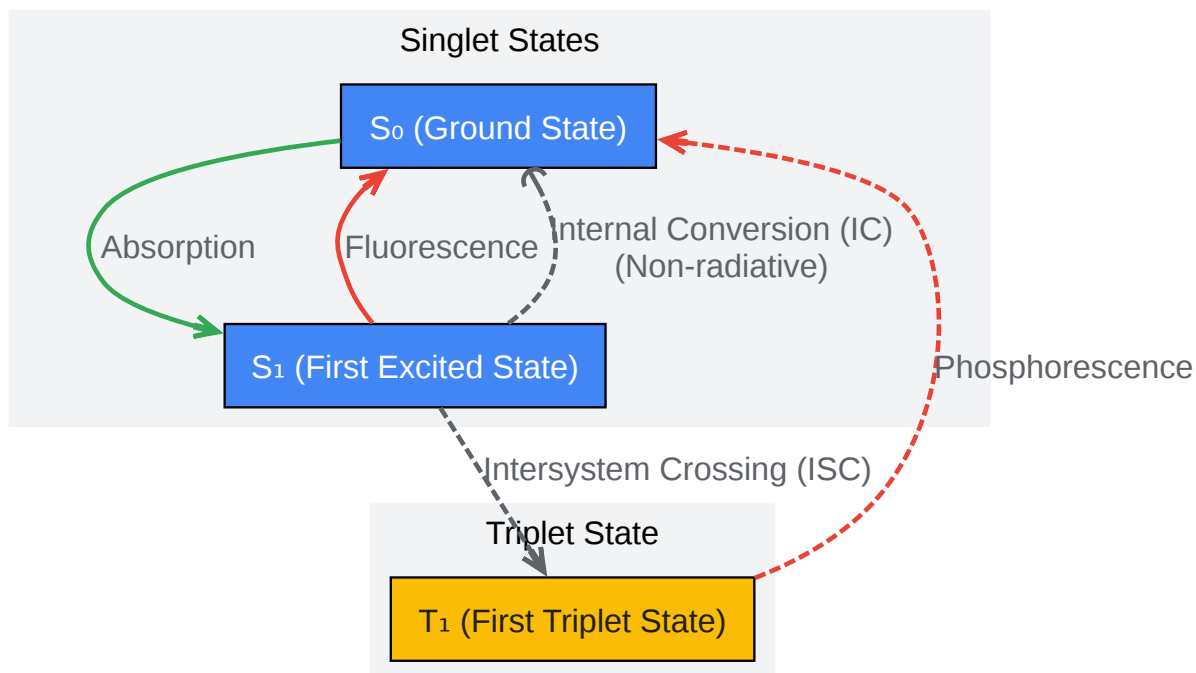 Singlet States
S₀ (Ground State)
Absorption
Fluorescence
Internal Conversion (IC)
(Non-radiative)
S₁ (First Excited State)
Phosphorescence
Intersystem Crossing (ISC)
Triplet State
T₁ (First Triplet State)